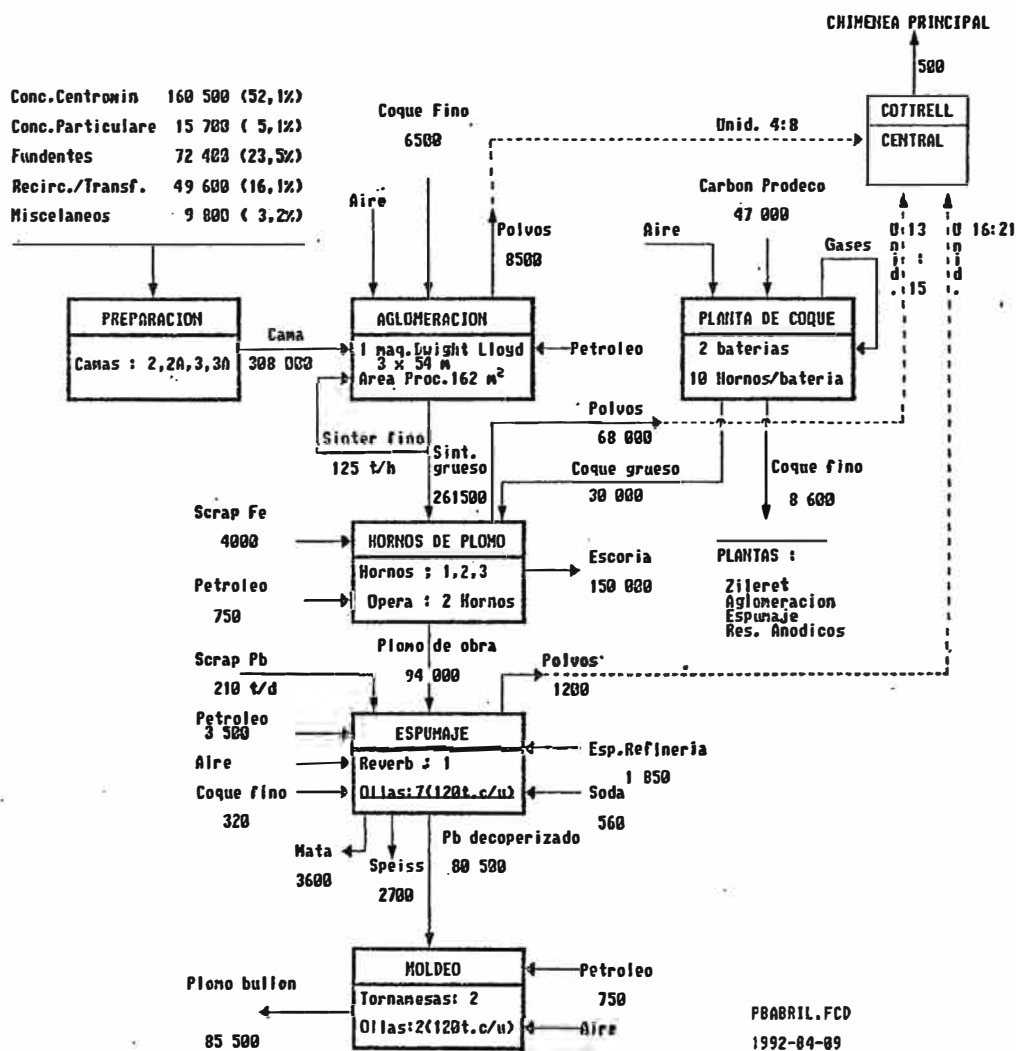 CHIMENEA PRINCIPAL
500
COTTRELL
CENTRAL
Conc.Centromin 160 500 (52,1%)
Conc.Particulare 15 700 ( 5,1%)
Fundentes 72 400 (23,5%)
Recirc./Transf. 49 600 (16,1%)
Miscelaneos 9 800 ( 3,2%)
Coque Fino
6500
Aire
Polvos
8500
Unid. 4:8
Carbon Prodeco
47 000
Aire
Gases
Unid. 13 : 15
Unid. 16:21
PREPARACION
Camas : 2,2A,3,3A
Cama
308 000
AGLOMERACION
1 maq.Dwight Lloyd
3 x 54 m
Area Proc.162 m²
Petroleo
PLANTA DE COQUE
2 baterias
10 Hornos/bateria
Sinter fino
125 t/h
Sint.
grueso
261500
Polvos
68 000
Coque grueso
30 000
Coque fino
8 600
PLANTAS :
Zileret
Aglomeracion
Espumaje
Res. Anodicos
Scrap Fe
4000
Petroleo
750
HORNOS DE PLOMO
Hornos : 1,2,3
Opera : 2 Hornos
Escoria
150 000
Plomo de obra
94 000
Scrap Pb
210 t/d
Polvos
1200
Petroleo
3 500
Aire
Coque fino
320
ESPUMAJE
Reverb : 1
Ollas:7(120t.c/u)
Esp.Refineria
1 850
Soda
560
Mata
3600
Speiss
2700
Pb decoperizado
80 500
MOLDEO
Tornamesas: 2
Ollas:2(120t.c/u)
Petroleo
750
Aire
Plomo bullon
85 500
PBABRIL.FCD
1992-04-09